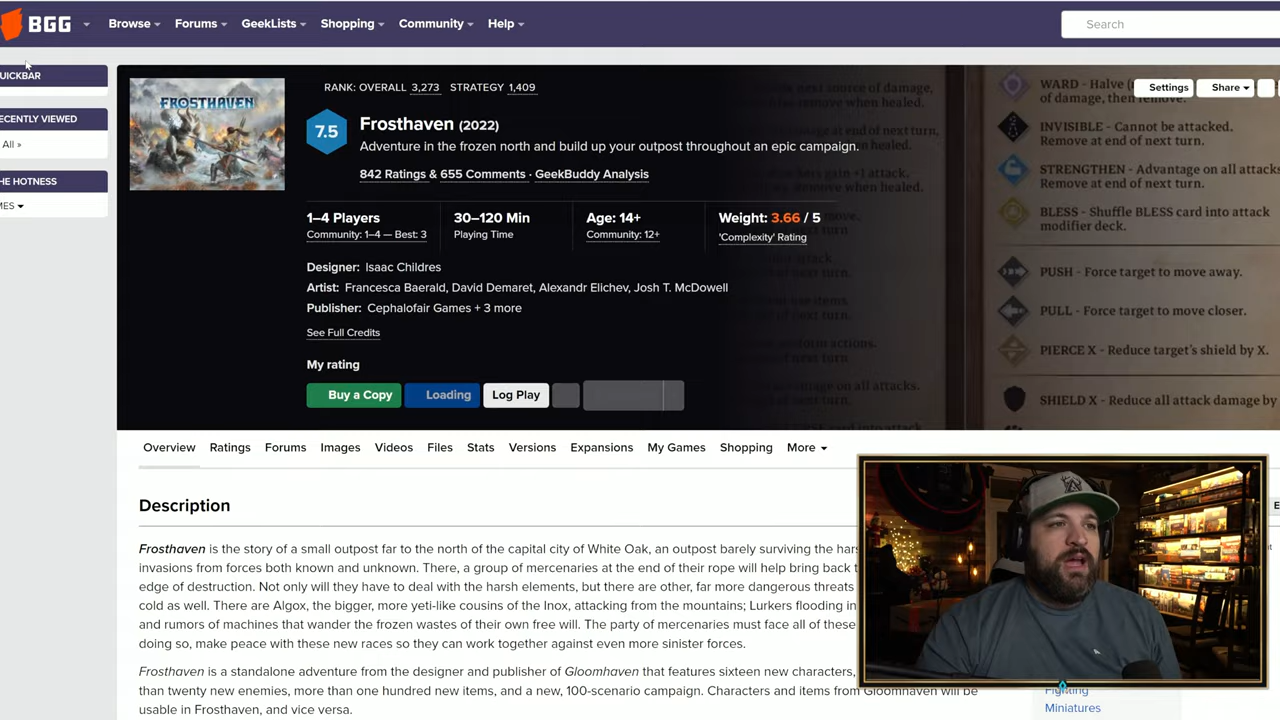 BGG Browse Forums GeekLists Shopping Community Help Search
UICKBAR
ECENTLY VIEWED
All »
HE HOTNESS
MES
FROSTHAVEN
RANK: OVERALL 3,273 STRATEGY 1,409
Settings Share
7.5
Frosthaven (2022)
Adventure in the frozen north and build up your outpost throughout an epic campaign.
842 Ratings & 655 Comments · GeekBuddy Analysis
1–4 Players
Community: 1–4 — Best: 3
30–120 Min
Playing Time
Age: 14+
Community: 12+
Weight: 3.66 / 5
'Complexity' Rating
Designer: Isaac Childres
Artist: Francesca Baerald, David Demaret, Alexandr Elichev, Josh T. McDowell
Publisher: Cephalofair Games + 3 more
See Full Credits
My rating
Buy a Copy Loading Log Play
WARD - Halve
of damage, then remove.
INVISIBLE - Cannot be attacked.
Remove at end of next turn.
STRENGTHEN - Advantage on all attacks
Remove at end of next turn.
BLESS - Shuffle BLESS card into attack
modifier deck.
PUSH - Force target to move away.
PULL - Force target to move closer.
PIERCE X - Reduce target's shield by X.
SHIELD X - Reduce all attack damage by
Overview Ratings Forums Images Videos Files Stats Versions Expansions My Games Shopping More
Description
Frosthaven is the story of a small outpost far to the north of the capital city of White Oak, an outpost barely surviving the har
invasions from forces both known and unknown. There, a group of mercenaries at the end of their rope will help bring back t
edge of destruction. Not only will they have to deal with the harsh elements, but there are other, far more dangerous threats
cold as well. There are Algox, the bigger, more yeti-like cousins of the Inox, attacking from the mountains; Lurkers flooding in
and rumors of machines that wander the frozen wastes of their own free will. The party of mercenaries must face all of these
doing so, make peace with these new races so they can work together against even more sinister forces.
Frosthaven is a standalone adventure from the designer and publisher of Gloomhaven that features sixteen new characters,
than twenty new enemies, more than one hundred new items, and a new, 100-scenario campaign. Characters and items from Gloomhaven will be
usable in Frosthaven, and vice versa.
Fighting
Miniatures